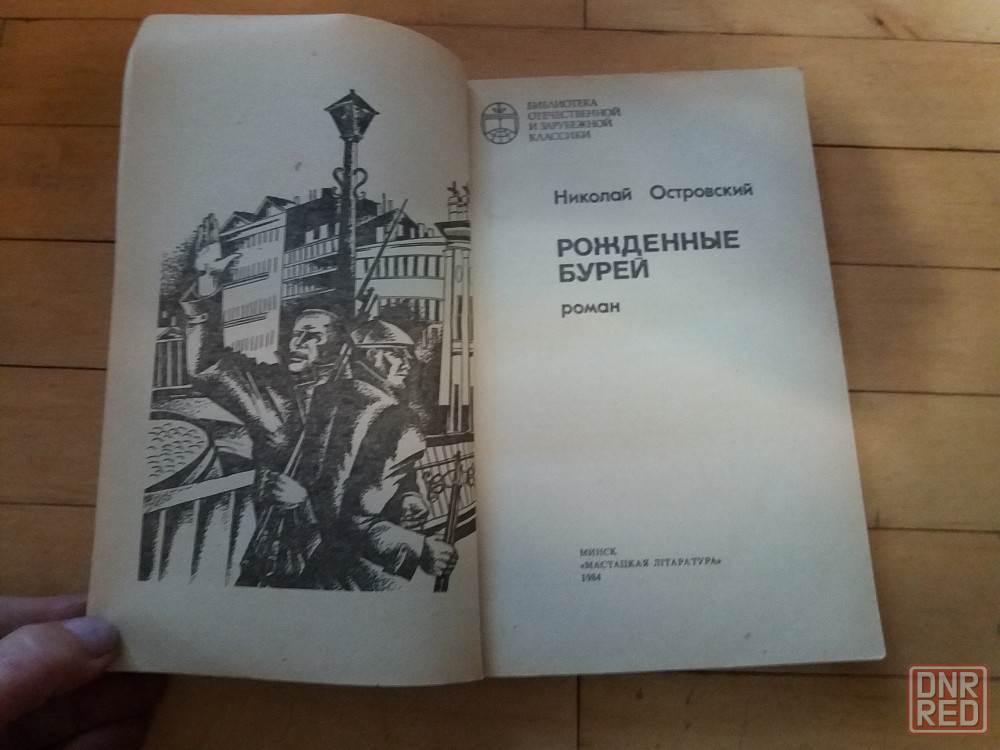 БИБЛИОТЕКА
ОТЕЧЕСТВЕННОЙ
И ЗАРУБЕЖНОЙ
КЛАССИКИ
Николай Островский
РОЖДЕННЫЕ
БУРЕЙ
роман
МИНСК
«МАСТАЦКАЯ ЛІТАРАТУРА»
1984
DNR
RED